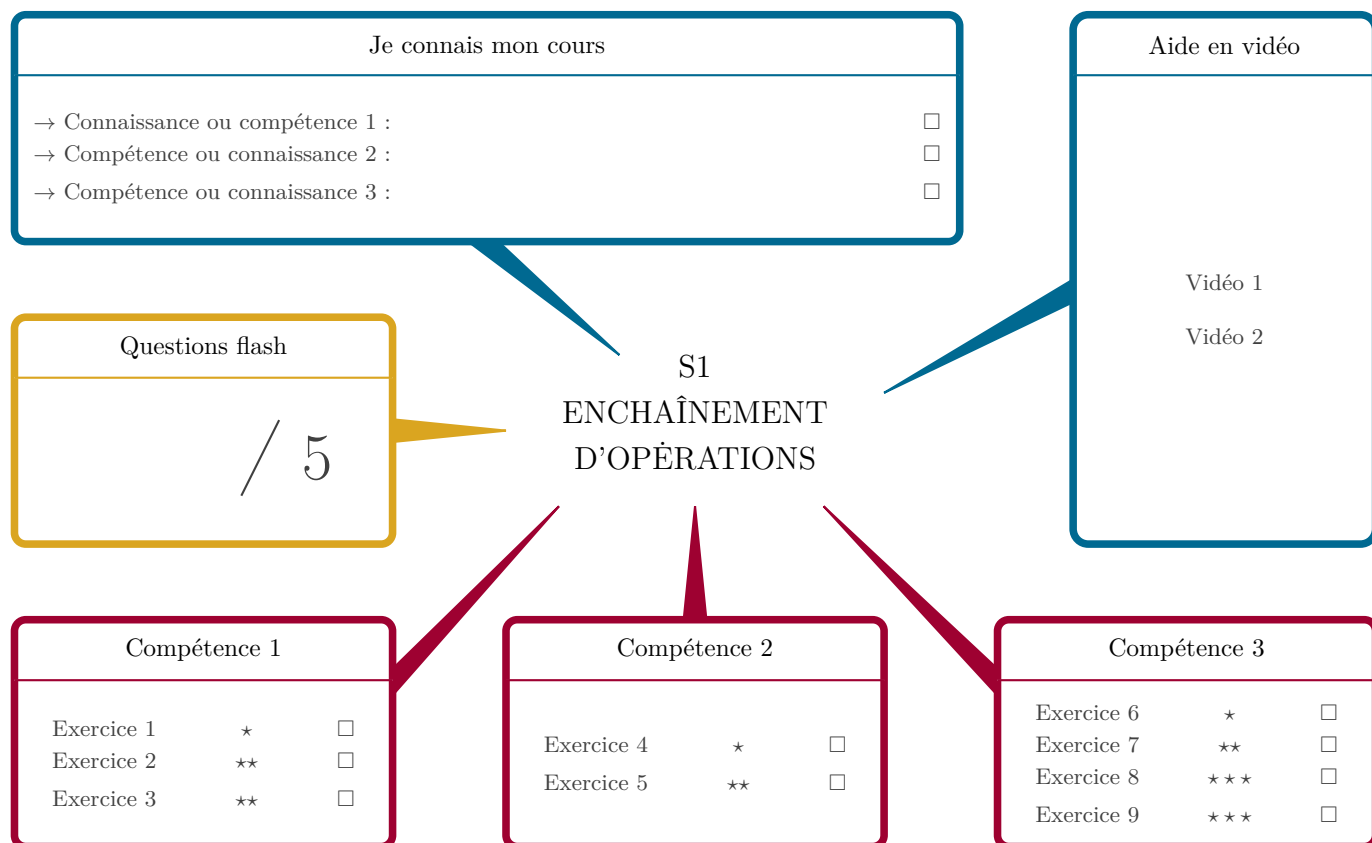 Je connais mon cours
→ Connaissance ou compétence 1 : □
→ Compétence ou connaissance 2 : □
→ Compétence ou connaissance 3 : □
Aide en vidéo
Vidéo 1
Vidéo 2
Questions flash
/ 5
S1
ENCHAÎNEMENT
D'OPĖRATIONS
Compétence 1
Exercice 1 ⋆ □
Exercice 2 ⋆⋆ □
Exercice 3 ⋆⋆ □
Compétence 2
Exercice 4 ⋆ □
Exercice 5 ⋆⋆ □
Compétence 3
Exercice 6 ⋆ □
Exercice 7 ⋆⋆ □
Exercice 8 ⋆⋆⋆ □
Exercice 9 ⋆⋆⋆ □